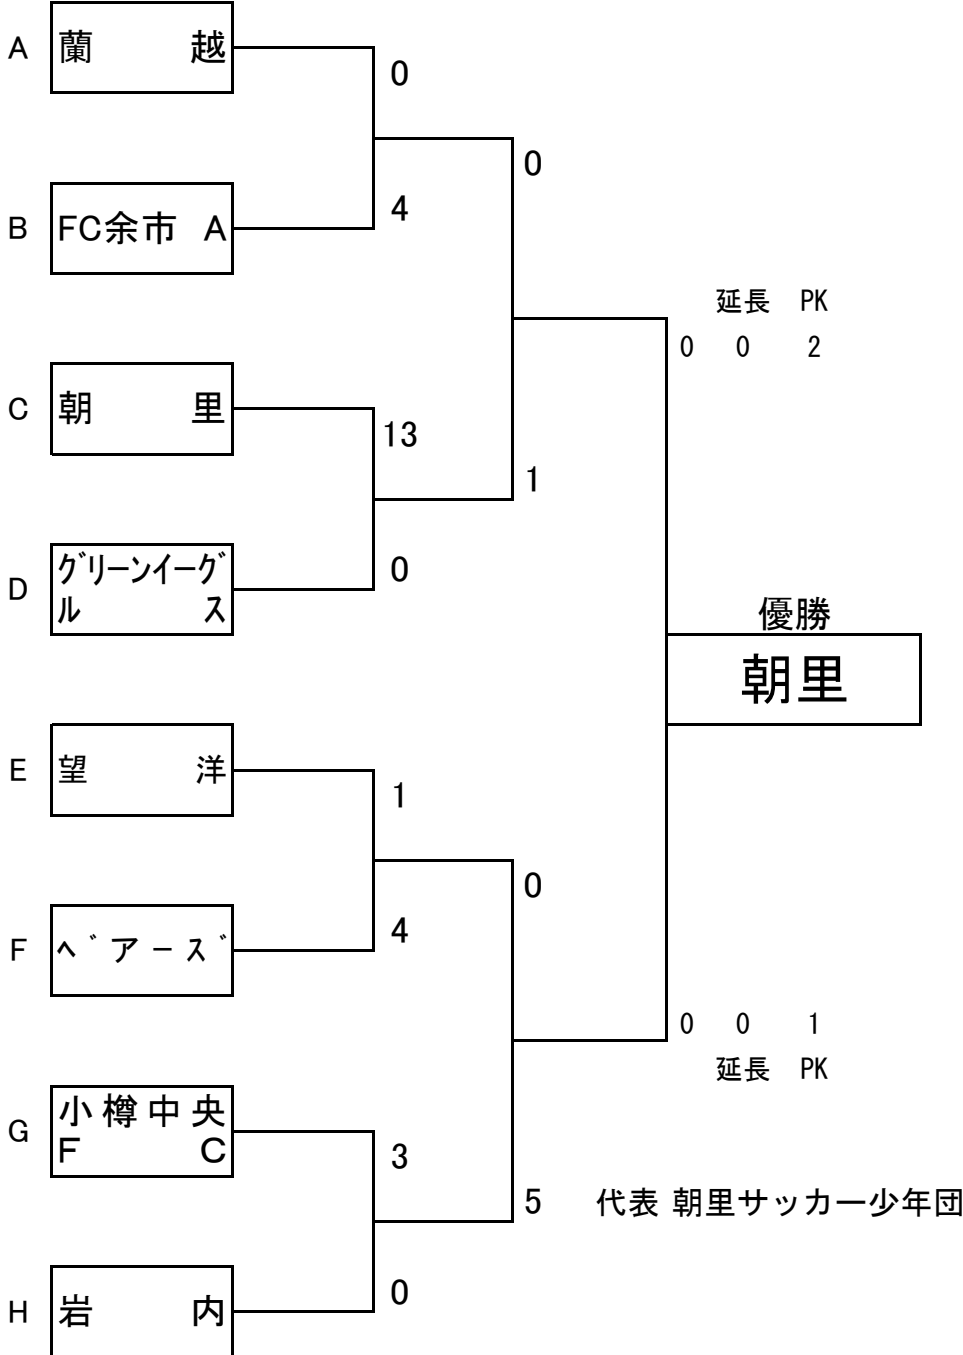 A 蘭 越
0
0
4
B FC余市 A
延長 PK
0 0 2
C 朝 里
13
1
D グリーンイーグ
ル ス
0
優勝
朝里
E 望 洋
1
0
4
F ベアーズ
0 0 1
延長 PK
G 小樽中央
F C
3
5 代表 朝里サッカー少年団
0
H 岩 内